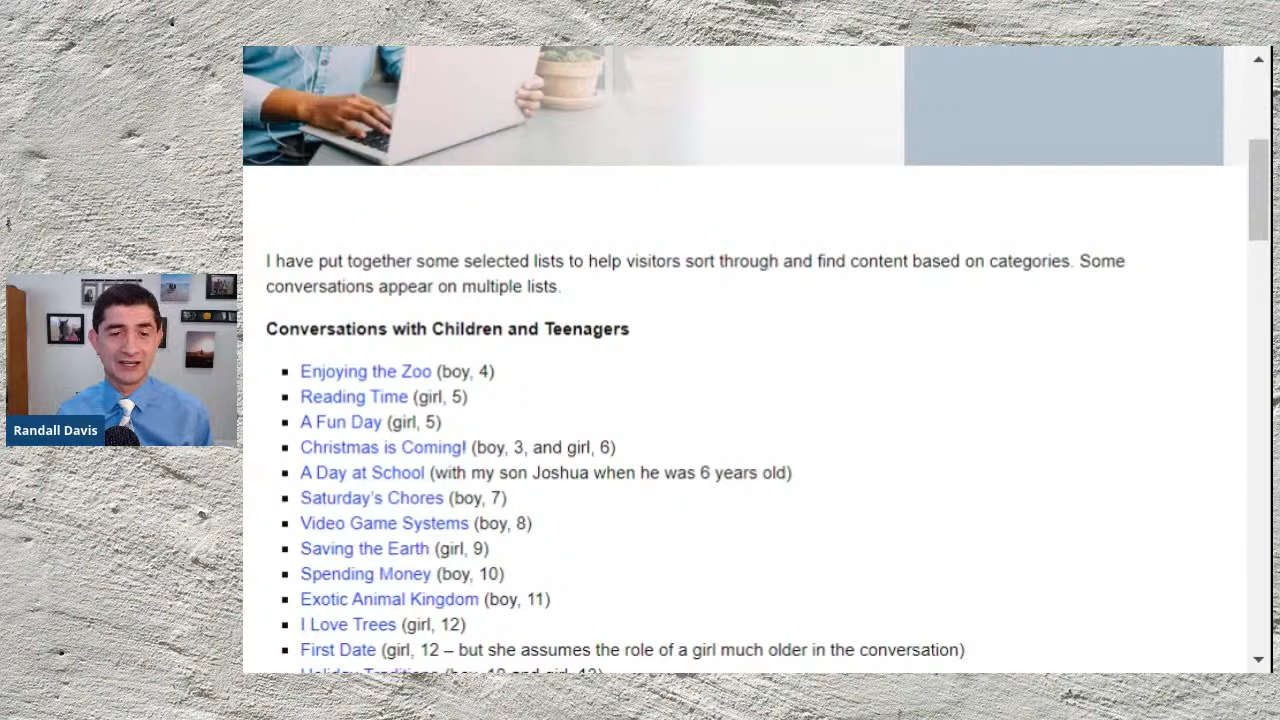 I have put together some selected lists to help visitors sort through and find content based on categories. Some
conversations appear on multiple lists.
Conversations with Children and Teenagers
Enjoying the Zoo (boy, 4)
Reading Time (girl, 5)
A Fun Day (girl, 5)
Christmas is Coming! (boy, 3, and girl, 6)
A Day at School (with my son Joshua when he was 6 years old)
Saturday's Chores (boy, 7)
Video Game Systems (boy, 8)
Saving the Earth (girl, 9)
Spending Money (boy, 10)
Exotic Animal Kingdom (boy, 11)
I Love Trees (girl, 12)
First Date (girl, 12 – but she assumes the role of a girl much older in the conversation)
Holiday Traditions
Randall Davis